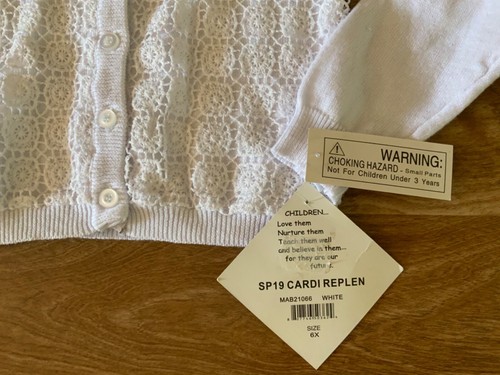 WARNING:
CHOKING HAZARD - Small Parts
Not For Children Under 3 Years
CHILDREN...
Love them
Nurture them
Teach them well
and believe in them---
for they are our
future.
SP19 CARDI REPLEN
MAB21066 WHITE
SIZE
6X